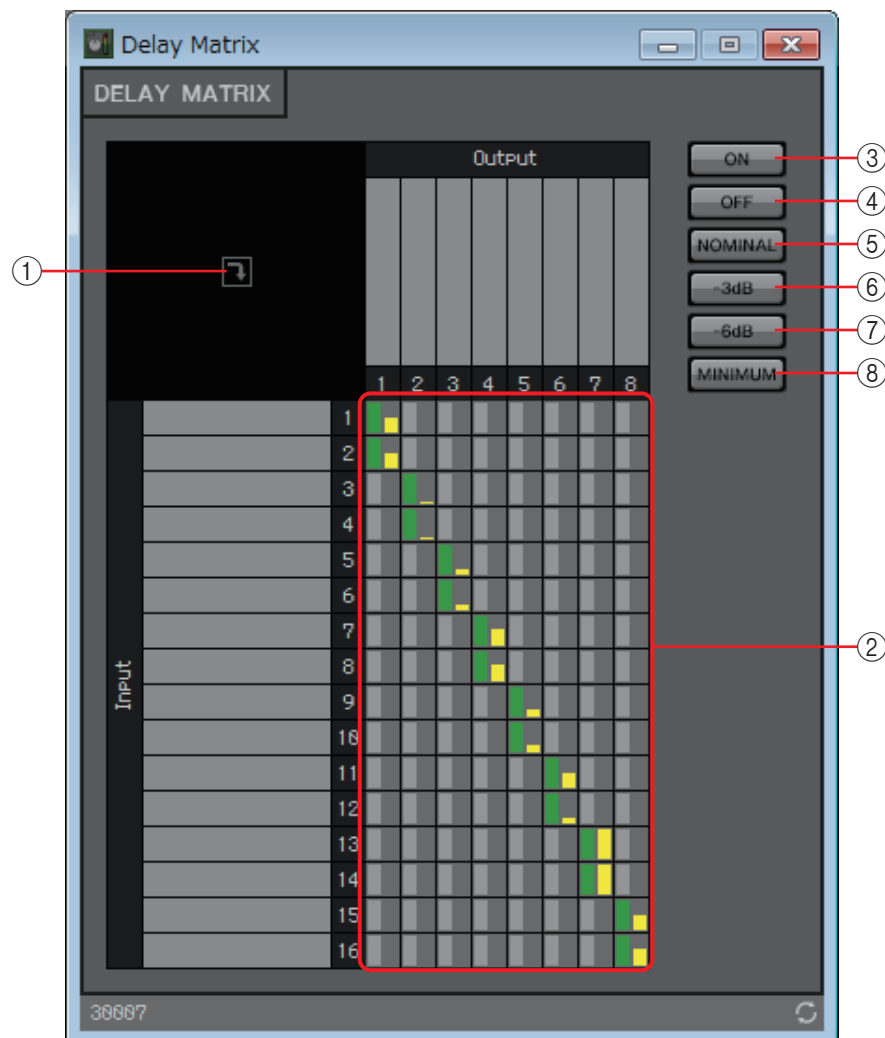 Delay Matrix
DELAY MATRIX
Output
ON ③
OFF ④
NOMINAL ⑤
①
-3dB ⑥
-6dB ⑦
MINIMUM ⑧
1 2 3 4 5 6 7 8
1
2
3
4
5
6
7
②
8
Input
9
10
11
12
13
14
15
16
30007